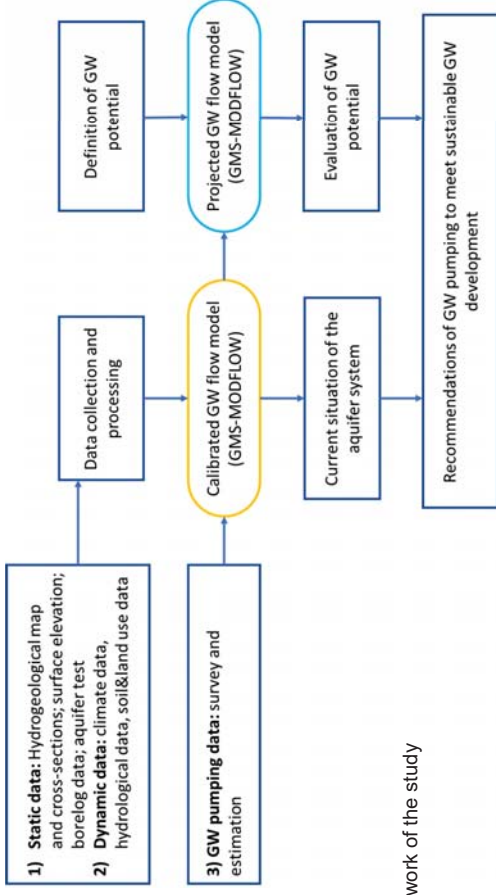 1) Static data: Hydrogeological map
and cross-sections; surface elevation;
borelog data; aquifer test
2) Dynamic data: climate data,
hydrological data, soil&land use data
3) GW pumping data: survey and
estimation
Data collection and
processing
Calibrated GW flow model
(GMS-MODFLOW)
Current situation of the
aquifer system
Definition of GW
potential
Projected GW flow model
(GMS-MODFLOW)
Evaluation of GW
potential
Recommendations of GW pumping to meet sustainable GW
development
work of the study